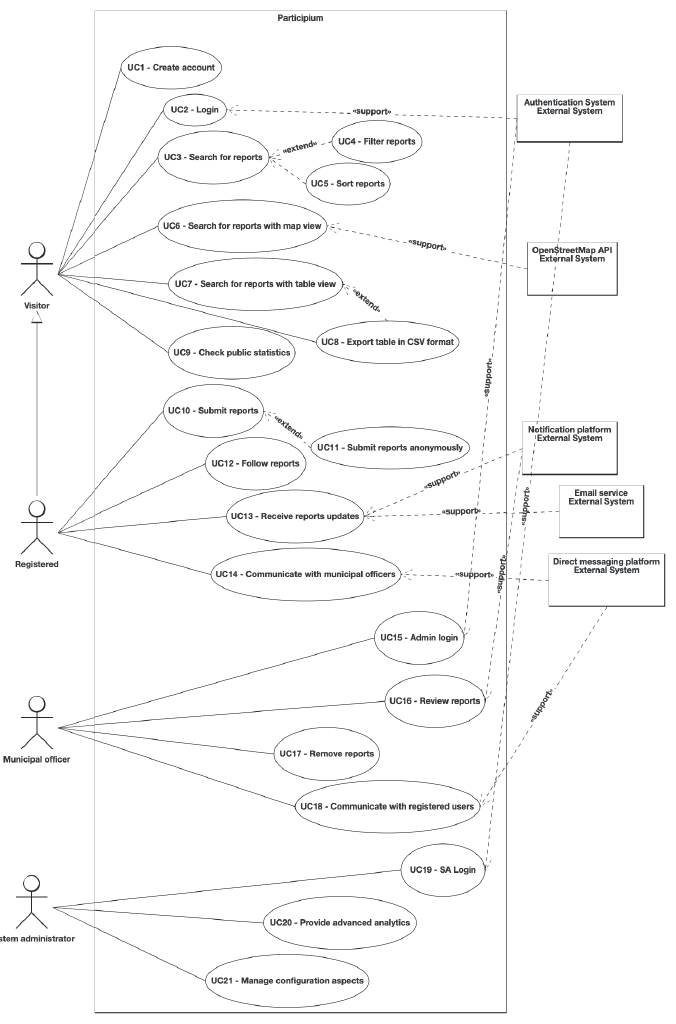 Participium
UC1 - Create account
UC2 - Login
«support»
Authentication System
External System
UC3 - Search for reports
«extend»
UC4 - Filter reports
UC5 - Sort reports
UC6 - Search for reports with map view
«support»
OpenStreetMap API
External System
UC7 - Search for reports with table view
«extend»
UC8 - Export table in CSV format
Visitor
UC9 - Check public statistics
«support»
UC10 - Submit reports
«extend»
UC11 - Submit reports anonymously
Notification platform
External System
UC12 - Follow reports
«support»
UC13 - Receive reports updates
«support»
Email service
External System
«support»
Registered
UC14 - Communicate with municipal officers
«support»
«support»
Direct messaging platform
External System
UC15 - Admin login
UC16 - Review reports
«support»
Municipal officer
UC17 - Remove reports
UC18 - Communicate with registered users
UC19 - SA Login
stem administrator
UC20 - Provide advanced analytics
UC21 - Manage configuration aspects